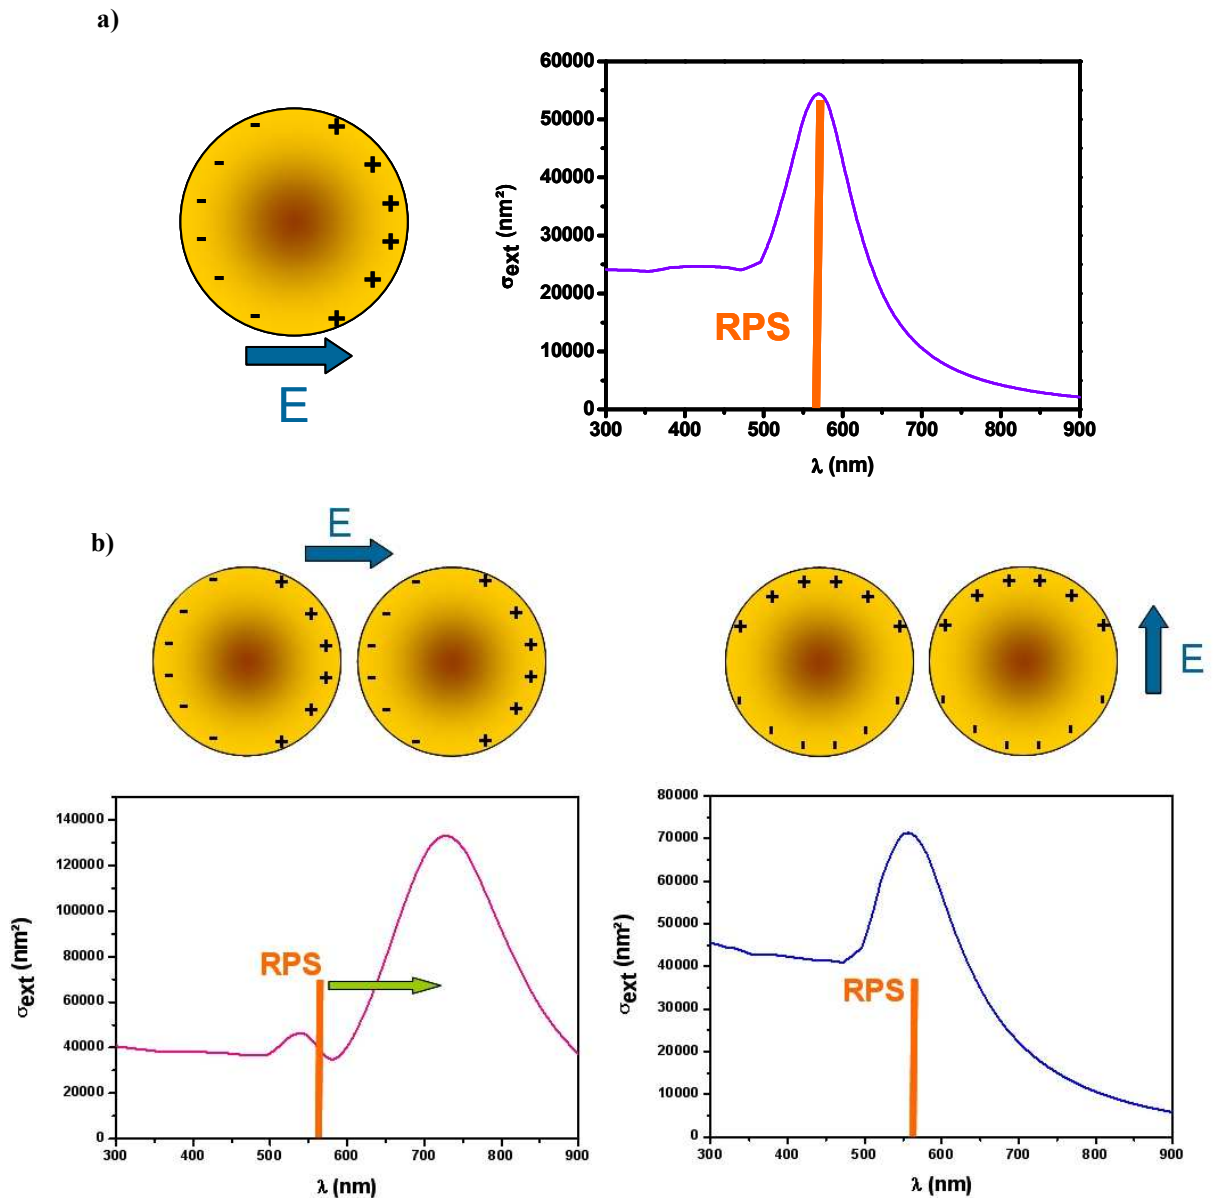 a)
- - - - - - + + + + + +
E
60000
50000
40000
30000
20000
10000
0
σext (nm²)
RPS
300 400 500 600 700 800 900
λ (nm)
b)
E
- - - - - - + + + + + +
- - - - - - + + + + + +
+ + + + + + - - - - - -
+ + + + + + - - - - - -
E
140000
120000
100000
80000
60000
40000
20000
0
σext (nm²)
RPS
300 400 500 600 700 800 900
λ (nm)
80000
70000
60000
50000
40000
30000
20000
10000
0
σext (nm²)
RPS
300 400 500 600 700 800 900
λ (nm)